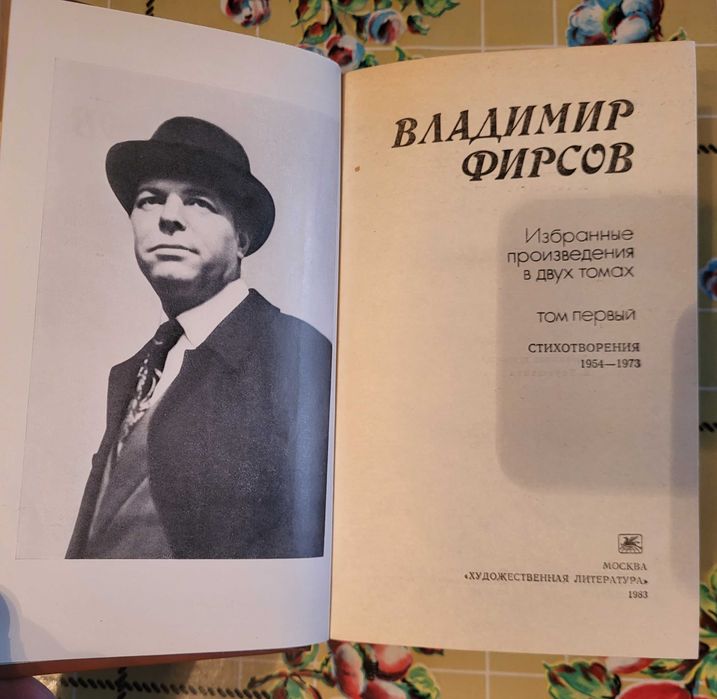 ВЛАДИМИР
ФИРСОВ
Избранные
произведения
в двух томах
том первый
СТИХОТВОРЕНИЯ
1954—1973
МОСКВА
«ХУДОЖЕСТВЕННАЯ ЛИТЕРАТУРА»
1983